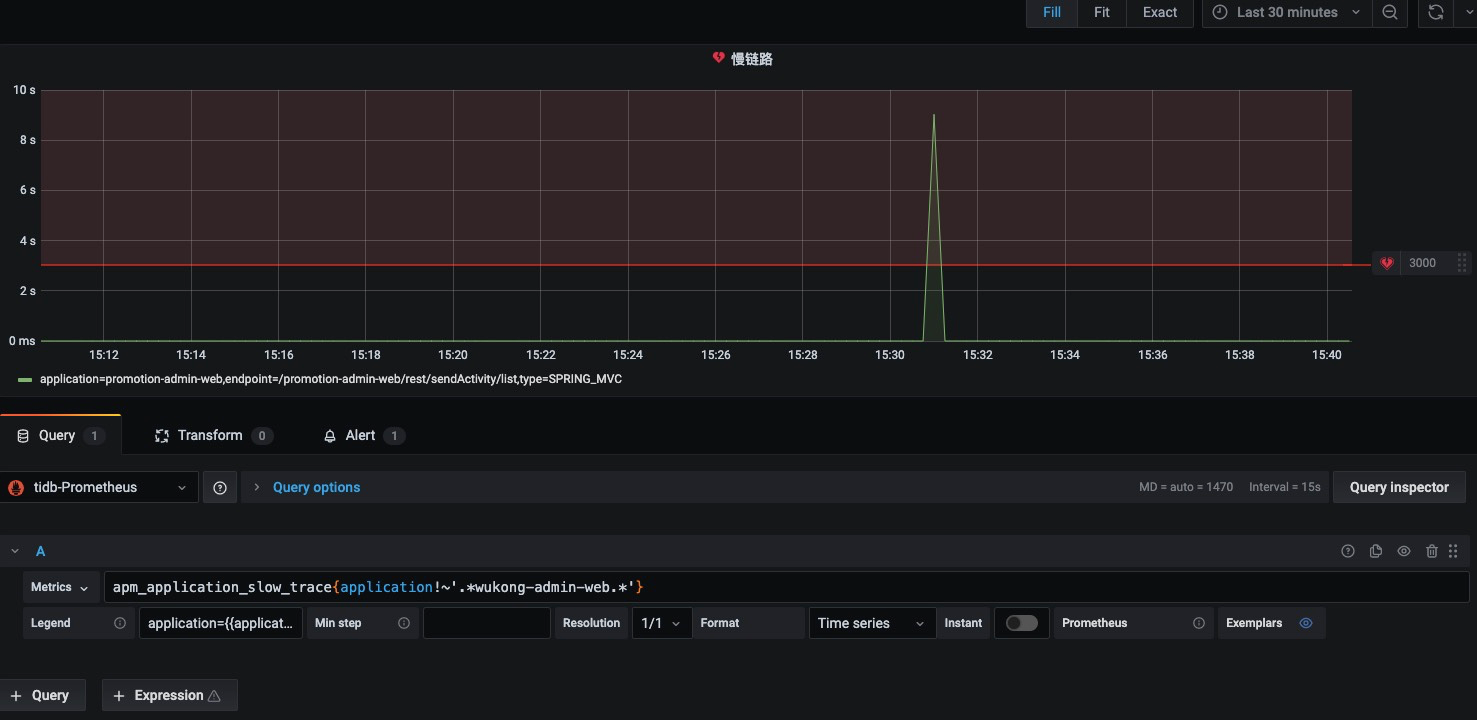 Fill Fit Exact Last 30 minutes
慢链路
10 s
8 s
6 s
4 s
3000
2 s
0 ms
15:12 15:14 15:16 15:18 15:20 15:22 15:24 15:26 15:28 15:30 15:32 15:34 15:36 15:38 15:40
application=promotion-admin-web,endpoint=/promotion-admin-web/rest/sendActivity/list,type=SPRING_MVC
Query 1 Transform 0 Alert 1
tidb-Prometheus Query options MD = auto = 1470 Interval = 15s Query inspector
A
Metrics apm_application_slow_trace{application!~'.*wukong-admin-web.*'}
Legend application={{applicat... Min step Resolution 1/1 Format Time series Instant Prometheus Exemplars
+ Query + Expression